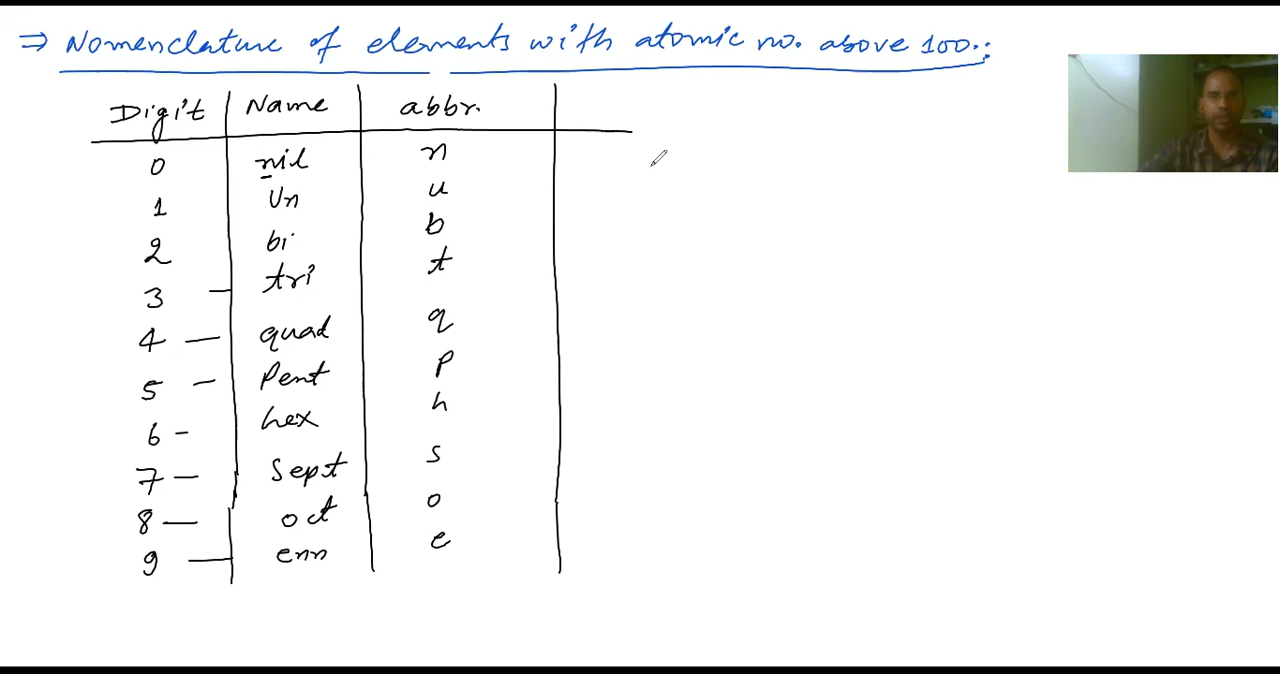 ⇒ Nomenclature of elements with atomic no. above 100.:
Digit Name abbr.
0 nil n
1 Un u
2 bi b
3 – tri t
4 — quad q
5 – Pent p
6 – hex h
7 — Sept s
8 — oct o
9 — enn e